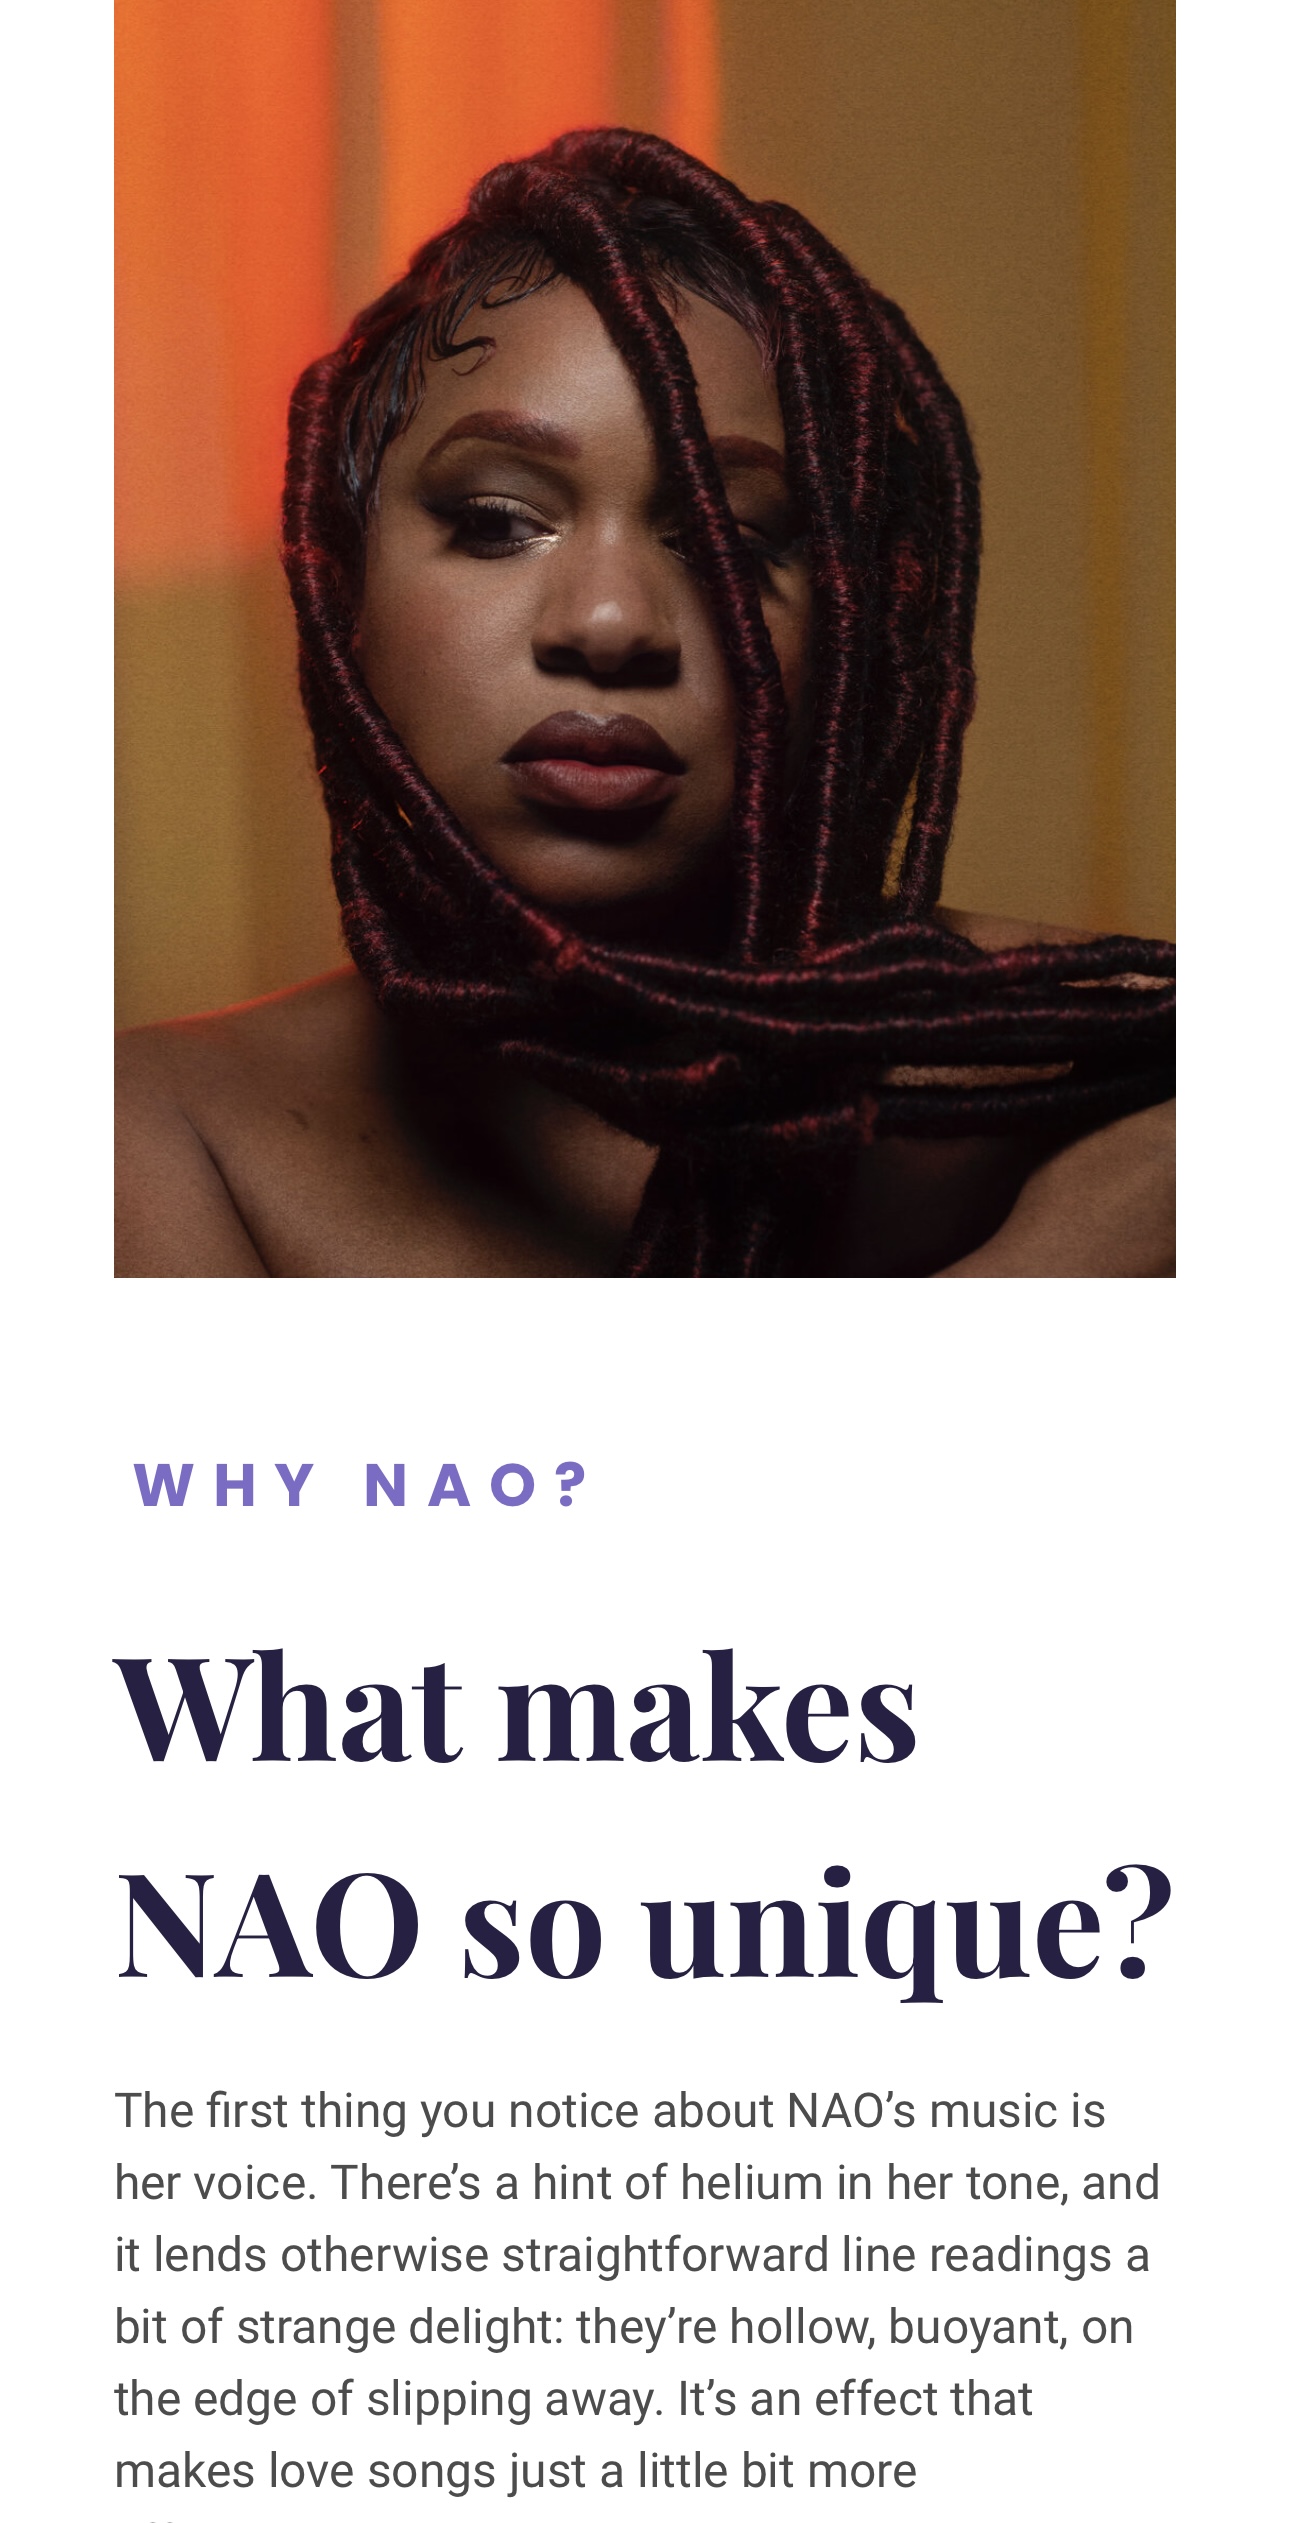 WHY NAO?
What makes
NAO so unique?
The first thing you notice about NAO’s music is
her voice. There’s a hint of helium in her tone, and
it lends otherwise straightforward line readings a
bit of strange delight: they’re hollow, buoyant, on
the edge of slipping away. It’s an effect that
makes love songs just a little bit more